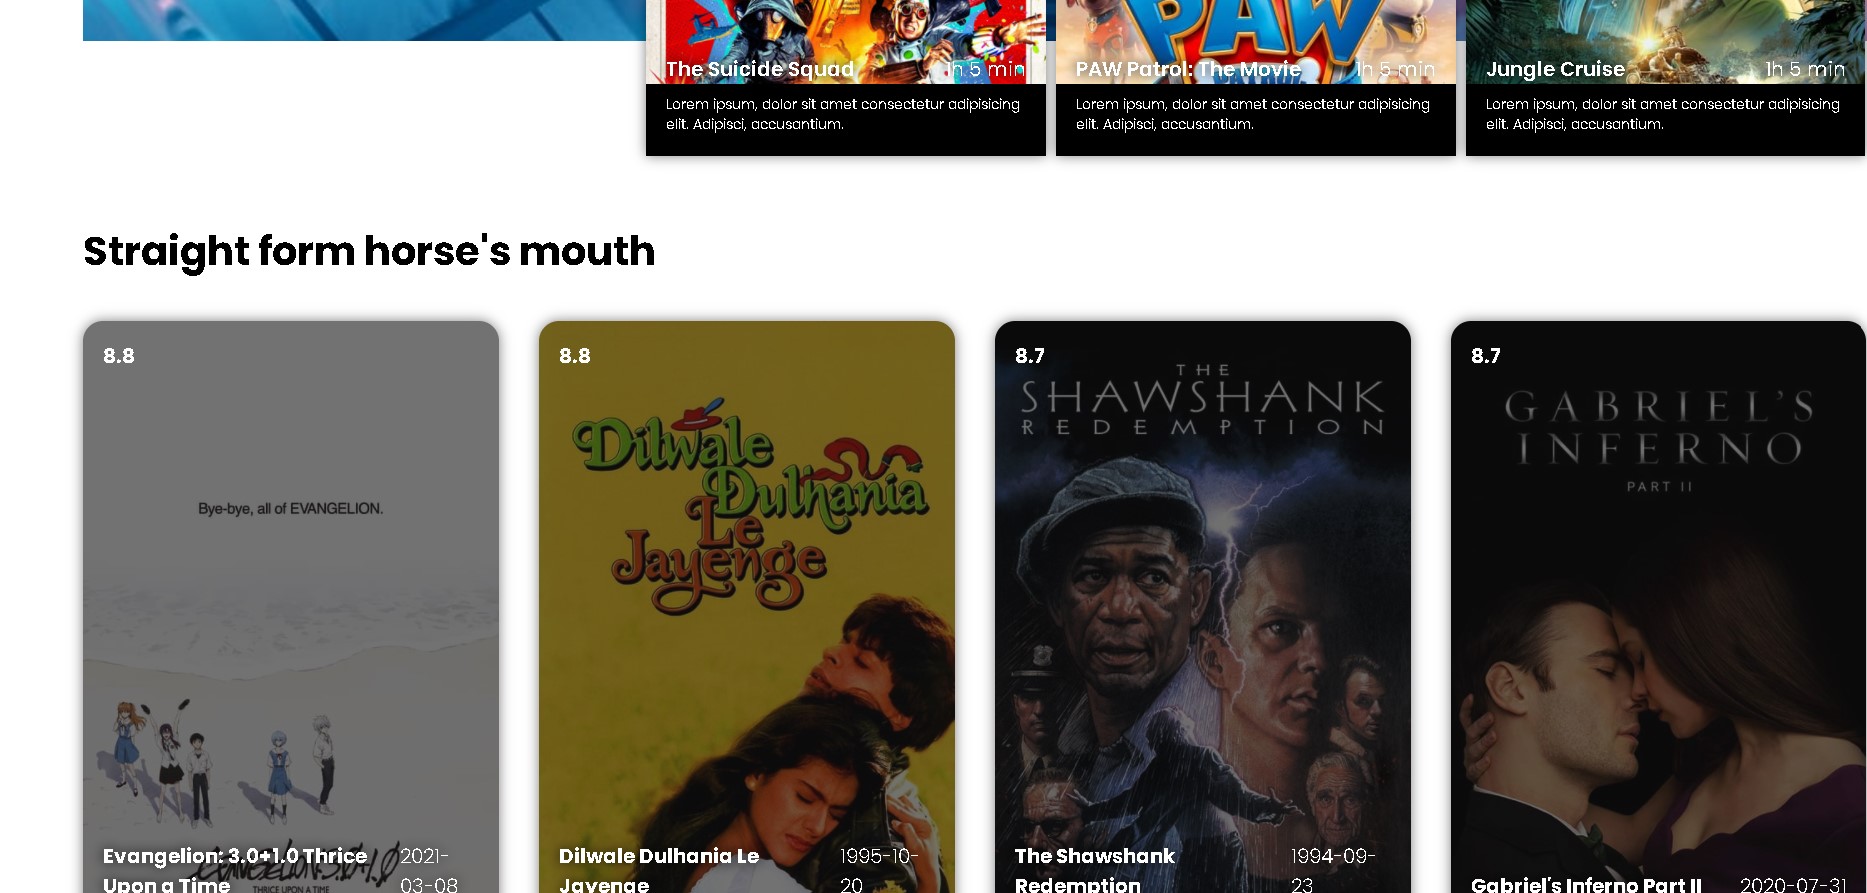 PAW
The Suicide Squad 1h 5 min
PAW Patrol: The Movie 1h 5 min
Jungle Cruise 1h 5 min
Lorem ipsum, dolor sit amet consectetur adipisicing
elit. Adipisci, accusantium.
Lorem ipsum, dolor sit amet consectetur adipisicing
elit. Adipisci, accusantium.
Lorem ipsum, dolor sit amet consectetur adipisicing
elit. Adipisci, accusantium.
Straight form horse's mouth
8.8
Bye-bye, all of EVANGELION.
Evangelion: 3.0+1.0 Thrice
Upon a Time
2021-
03-08
THRICE UPON A TIME
8.8
Dilwale
Dulhania
Le
Jayenge
Dilwale Dulhania Le
Jayenge
1995-10-
20
8.7
THE
SHAWSHANK
REDEMPTION
The Shawshank
Redemption
1994-09-
23
8.7
GABRIEL'S
INFERNO
PART II
Gabriel's Inferno Part II 2020-07-31